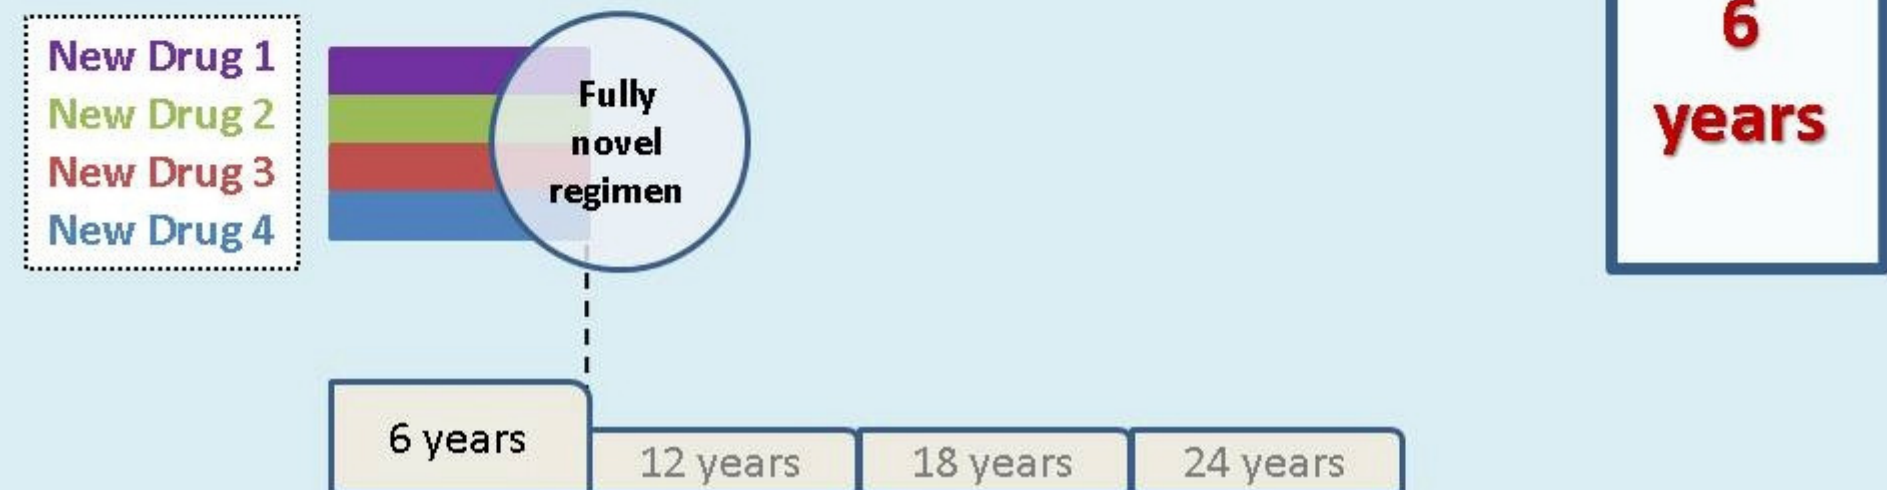 New Drug 1
New Drug 2
New Drug 3
New Drug 4
Fully
novel
regimen
6
years
6 years
12 years
18 years
24 years